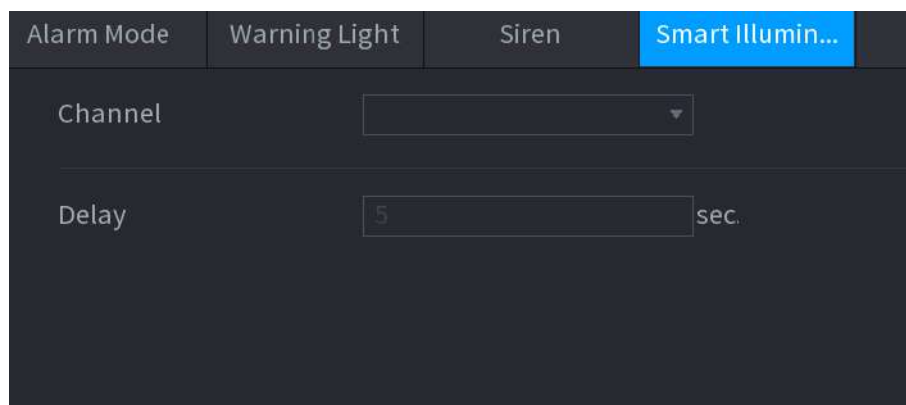 Alarm Mode Warning Light Siren Smart Illumin...
Channel
Delay 5 sec.